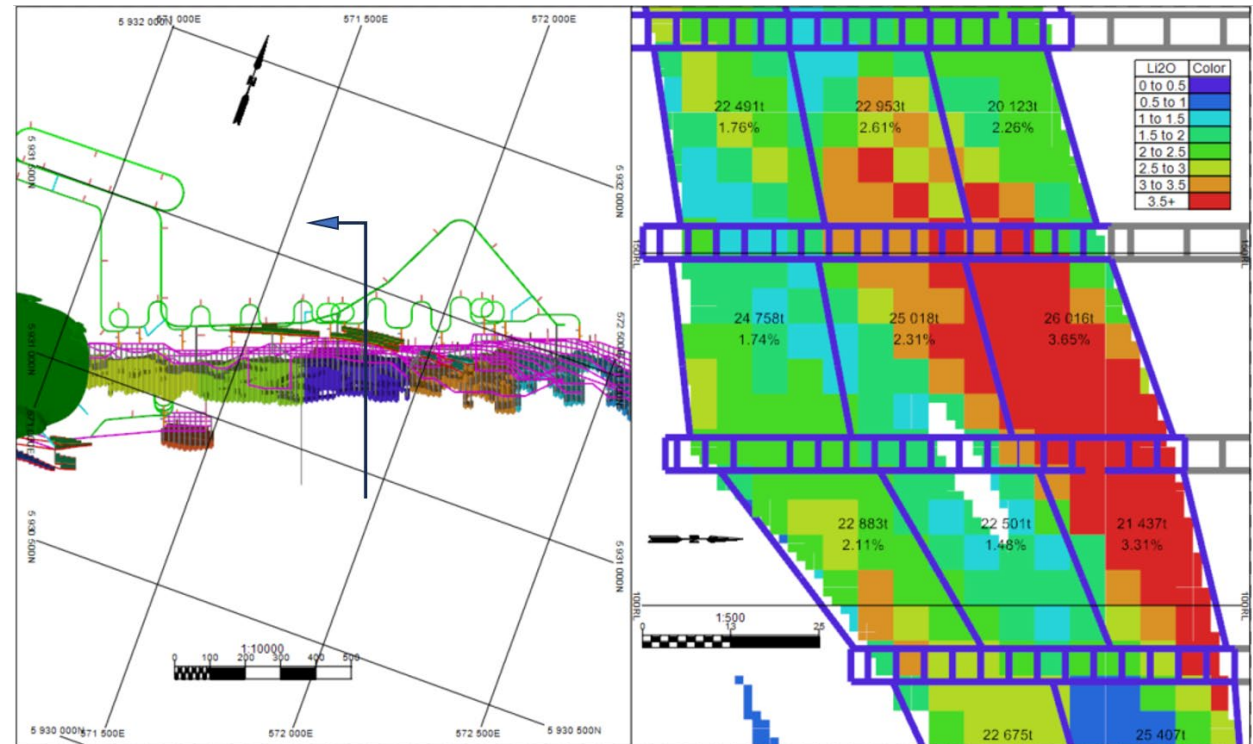 5 932 000N
571 000E
571 500E
572 000E
5 931 500N
5 932 000N
N
5 931 000N
572 500E
5 931 000N
5 930 500N
1:10000
0 100 200 300 400 500
5 930 000N
571 500E
572 000E
572 500E
5 930 500N
Li2O Color
0 to 0.5
0.5 to 1
1 to 1.5
1.5 to 2
2 to 2.5
2.5 to 3
3 to 3.5
3.5+
22 491t
1.76%
22 953t
2.61%
20 123t
2.26%
150RL
150RL
24 758t
1.74%
25 018t
2.31%
26 016t
3.65%
22 883t
2.11%
22 501t
1.48%
21 437t
3.31%
N
100RL
100RL
1:500
0 13 25
22 675t
25 407t